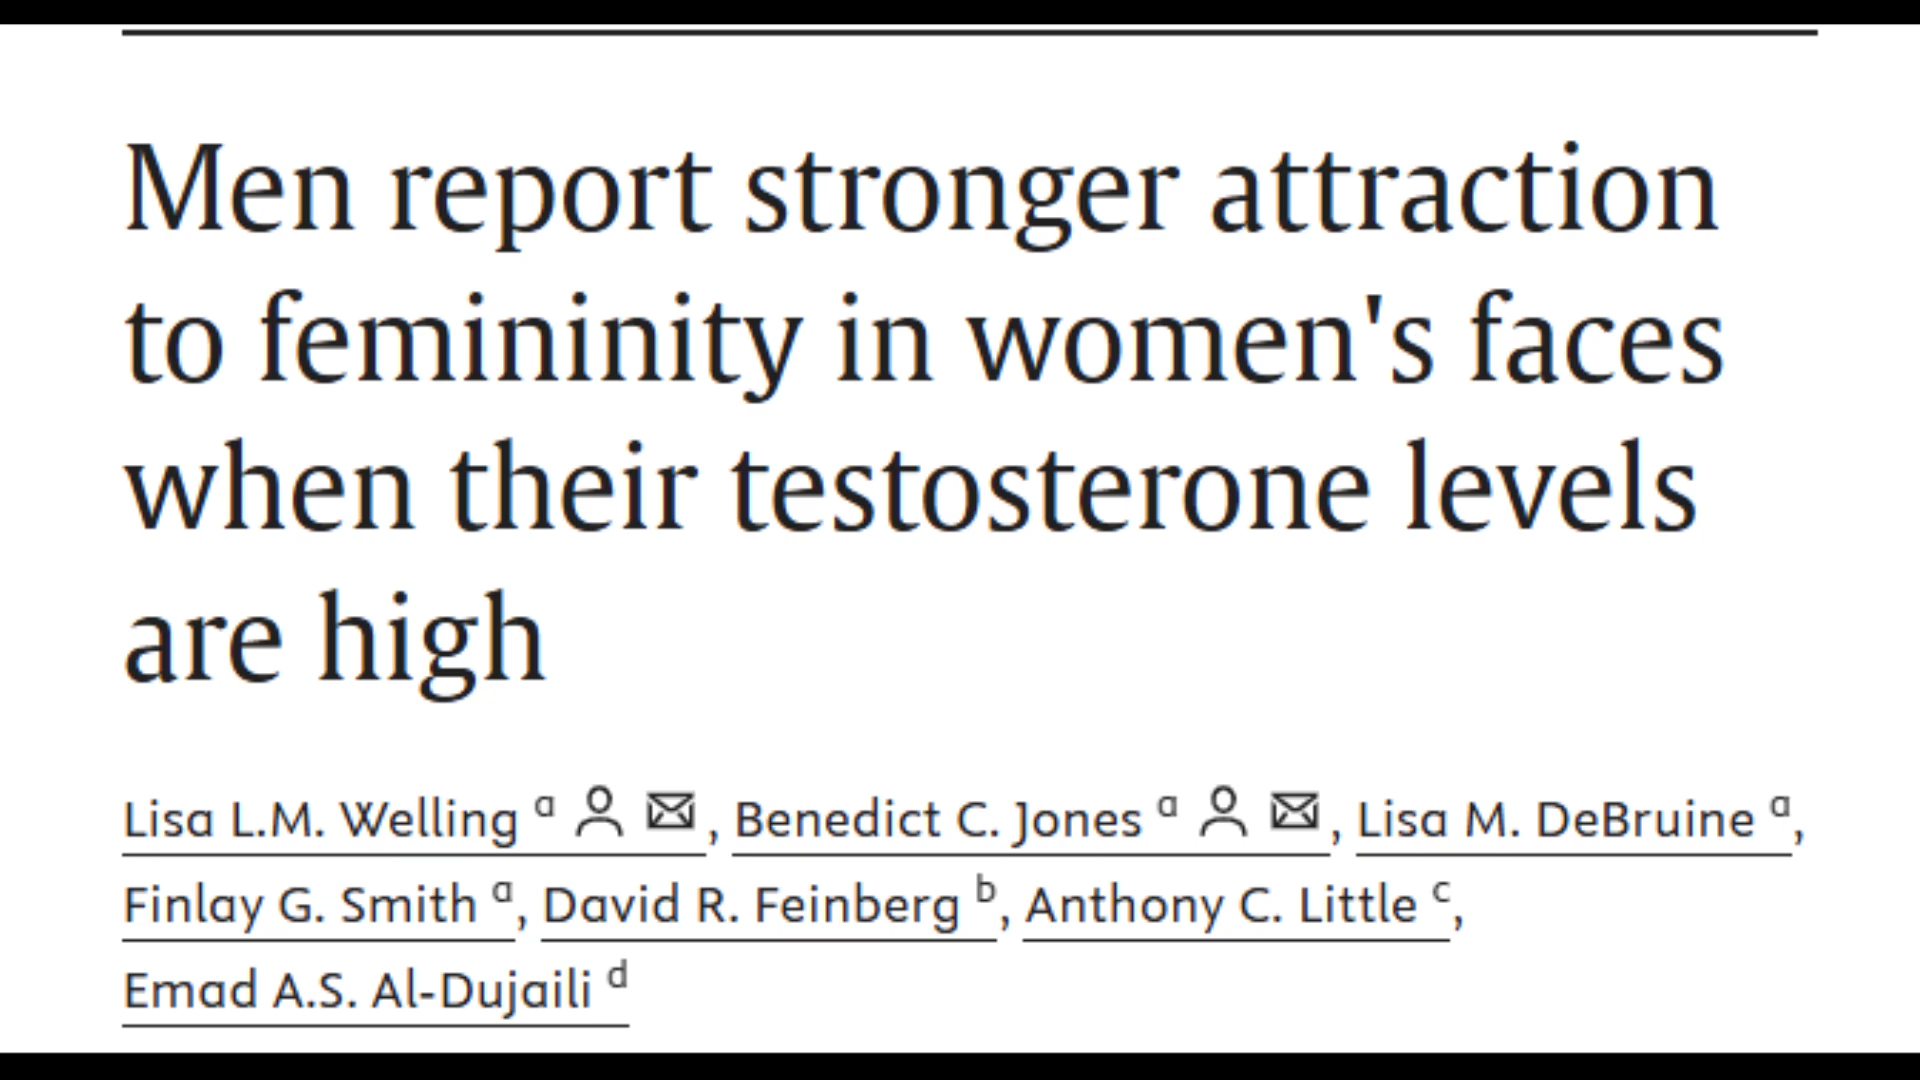 Men report stronger attraction
to femininity in women's faces
when their testosterone levels
are high
Lisa L.M. Welling a, Benedict C. Jones a, Lisa M. DeBruine a,
Finlay G. Smith a, David R. Feinberg b, Anthony C. Little c,
Emad A.S. Al-Dujaili d